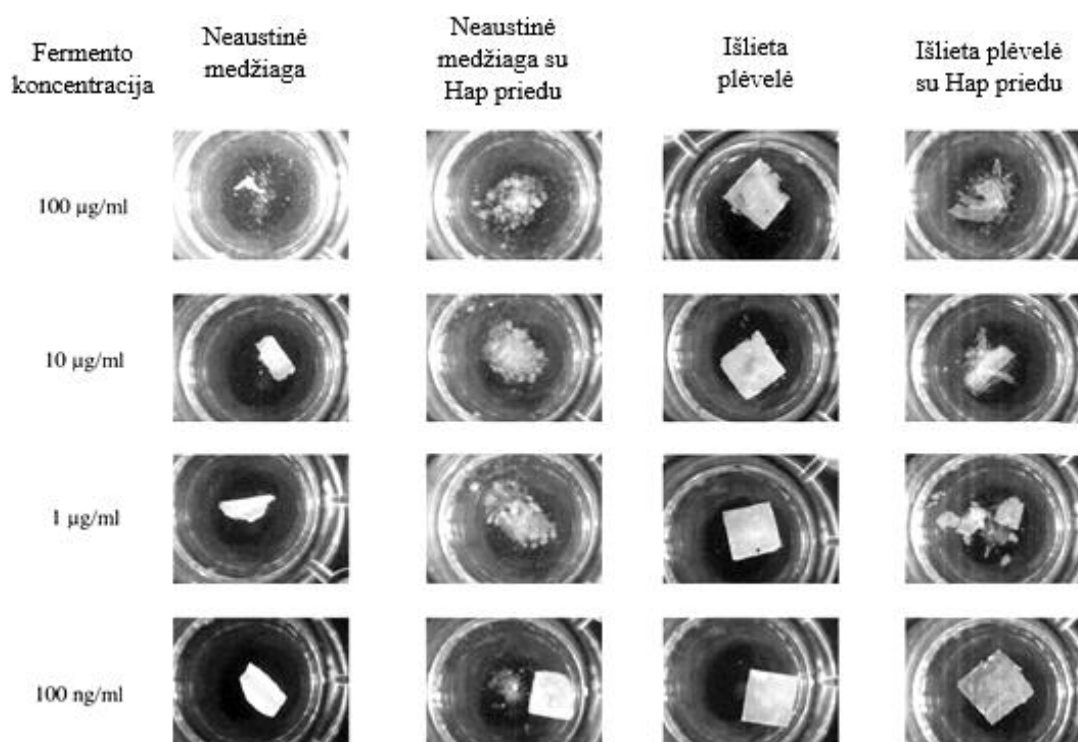 Fermento
koncentracija
Neaustinė
medžiaga
Neaustinė
medžiaga su
Hap priedu
Išlieta
plėvelė
Išlieta plėvelė
su Hap priedu
100 µg/ml
10 µg/ml
1 µg/ml
100 ng/ml